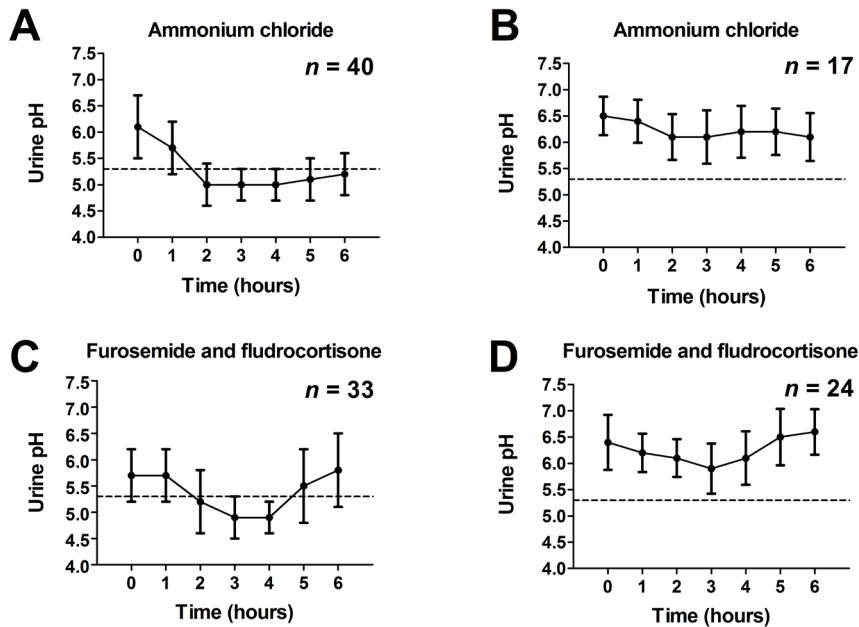 A
Ammonium chloride
n = 40
Urine pH
7.5
7.0
6.5
6.0
5.5
5.0
4.5
4.0
0 1 2 3 4 5 6
Time (hours)
B
Ammonium chloride
n = 17
Urine pH
7.5
7.0
6.5
6.0
5.5
5.0
4.5
4.0
0 1 2 3 4 5 6
Time (hours)
C
Furosemide and fludrocortisone
n = 33
Urine pH
7.5
7.0
6.5
6.0
5.5
5.0
4.5
4.0
0 1 2 3 4 5 6
Time (hours)
D
Furosemide and fludrocortisone
n = 24
Urine pH
7.5
7.0
6.5
6.0
5.5
5.0
4.5
4.0
0 1 2 3 4 5 6
Time (hours)